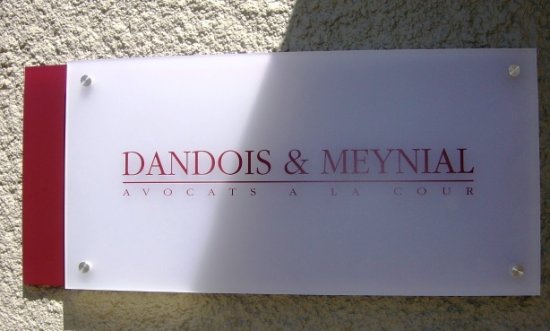 DANDOIS & MEYNIAL
AVOCATS A LA COUR